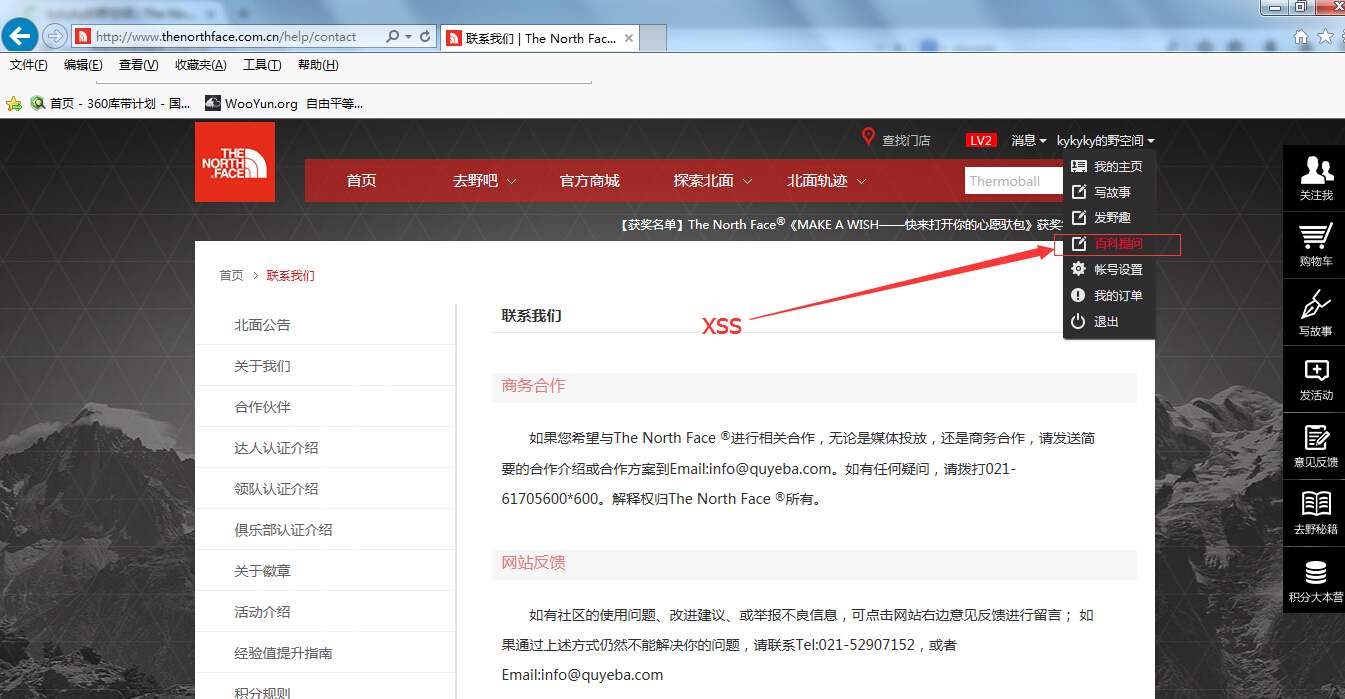 http://www.thenorthface.com.cn/help/contact
联系我们 | The North Fac...
文件(F) 编辑(E) 查看(V) 收藏夹(A) 工具(T) 帮助(H)
首页 - 360库带计划 - 国... WooYun.org 自由平等...
THE NORTH FACE
查找门店 LV2 消息 kykyky的野空间
首页 去野吧 官方商城 探索北面 北面轨迹 Thermoball
【获奖名单】The North Face®《MAKE A WISH——快来打开你的心愿驮包》获奖
我的主页
写故事
发野趣
百科提问
帐号设置
我的订单
退出
XSS
关注我
购物车
写故事
发活动
意见反馈
去野秘籍
积分大本营
首页 > 联系我们
北面公告
关于我们
合作伙伴
达人认证介绍
领队认证介绍
俱乐部认证介绍
关于徽章
活动介绍
经验值提升指南
积分规则
联系我们
商务合作
如果您希望与The North Face ®进行相关合作，无论是媒体投放，还是商务合作，请发送简
要的合作介绍或合作方案到Email:info@quyeba.com。如有任何疑问，请拨打021-
61705600*600。解释权归The North Face ®所有。
网站反馈
如有社区的使用问题、改进建议、或举报不良信息，可点击网站右边意见反馈进行留言； 如
果通过上述方式仍然不能解决你的问题，请联系Tel:021-52907152，或者
Email:info@quyeba.com